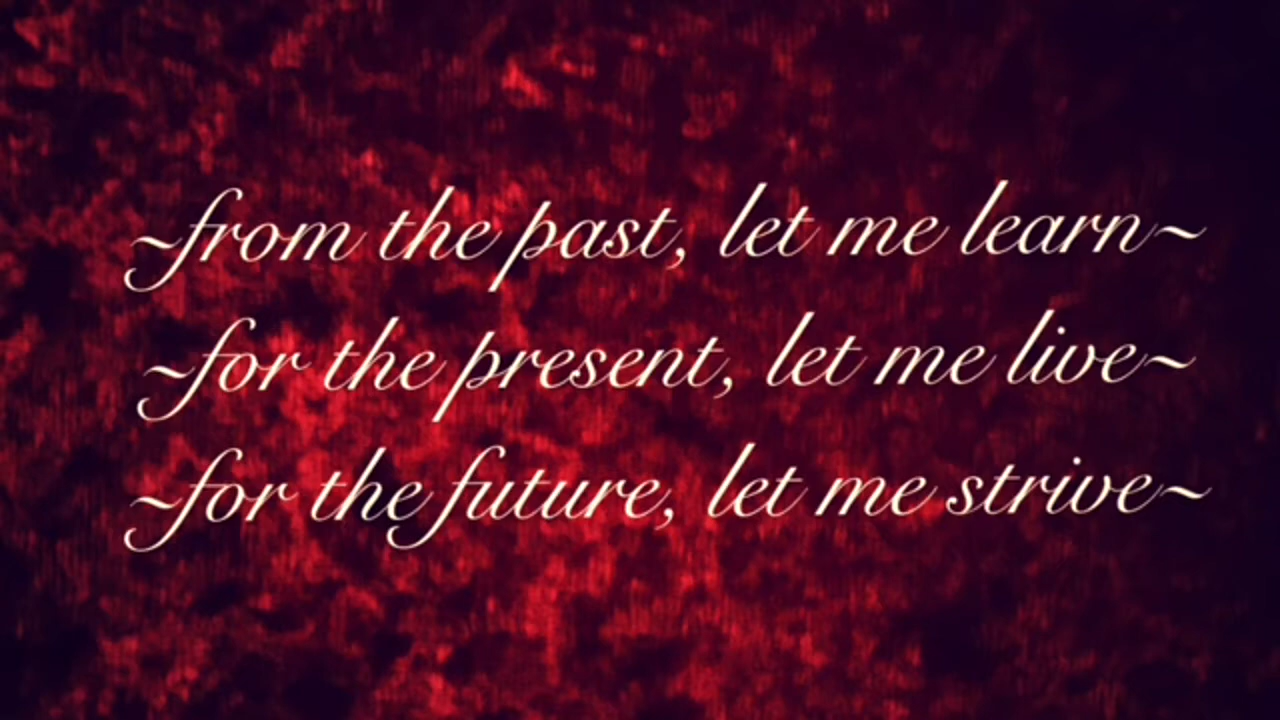 ~from the past, let me learn~
~for the present, let me live~
~for the future, let me strive~